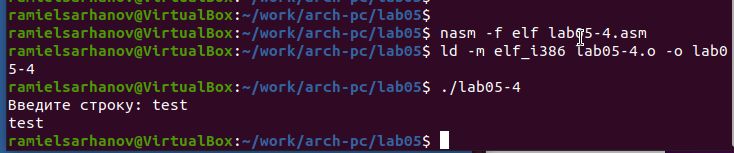 ramielsarhanov@VirtualBox:~/work/arch-pc/lab05$
ramielsarhanov@VirtualBox:~/work/arch-pc/lab05$ nasm -f elf lab05-4.asm
ramielsarhanov@VirtualBox:~/work/arch-pc/lab05$ ld -m elf_i386 lab05-4.o -o lab0
5-4
ramielsarhanov@VirtualBox:~/work/arch-pc/lab05$ ./lab05-4
Введите строку: test
test
ramielsarhanov@VirtualBox:~/work/arch-pc/lab05$